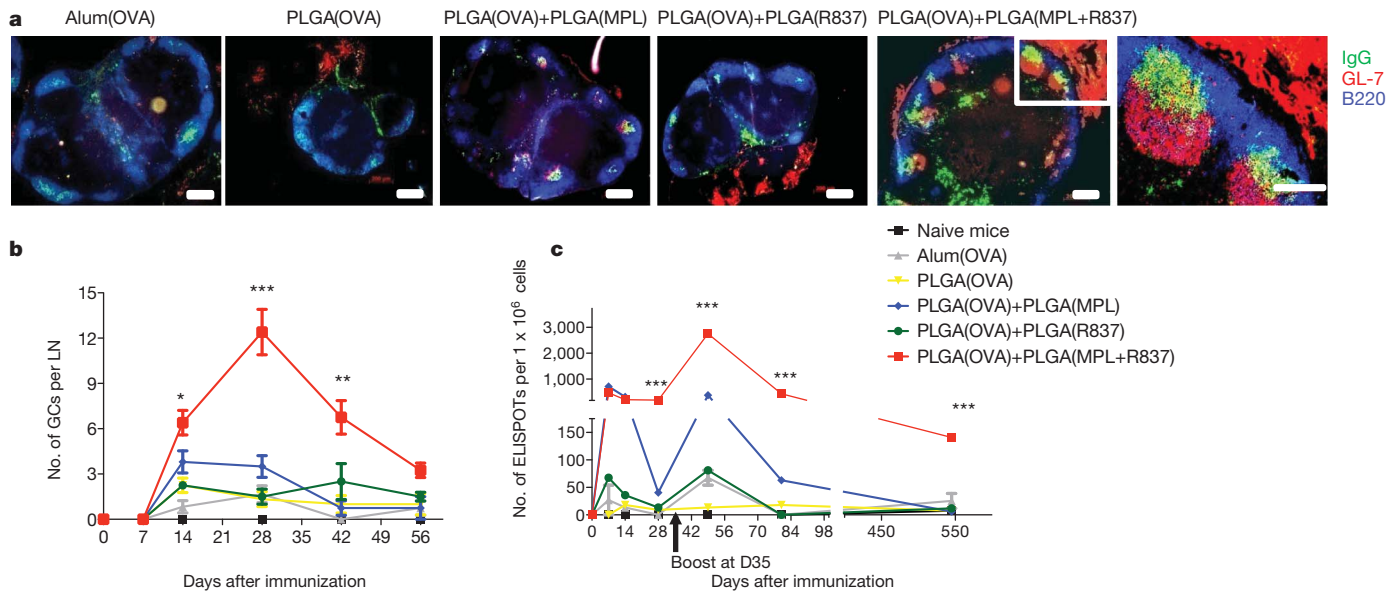 a
Alum(OVA)
PLGA(OVA)
PLGA(OVA)+PLGA(MPL)
PLGA(OVA)+PLGA(R837)
PLGA(OVA)+PLGA(MPL+R837)
IgG
GL-7
B220
b
No. of GCs per LN
15
12
9
6
3
0
0 7 14 21 28 35 42 49 56
* *** **
Days after immunization
c
No. of ELISPOTs per 1 x 10⁶ cells
3,000
2,000
1,000
150
100
50
0
0 14 28 42 56 70 84 98 450 550
*** *** *** ***
Boost at D35
Days after immunization
Naive mice
Alum(OVA)
PLGA(OVA)
PLGA(OVA)+PLGA(MPL)
PLGA(OVA)+PLGA(R837)
PLGA(OVA)+PLGA(MPL+R837)